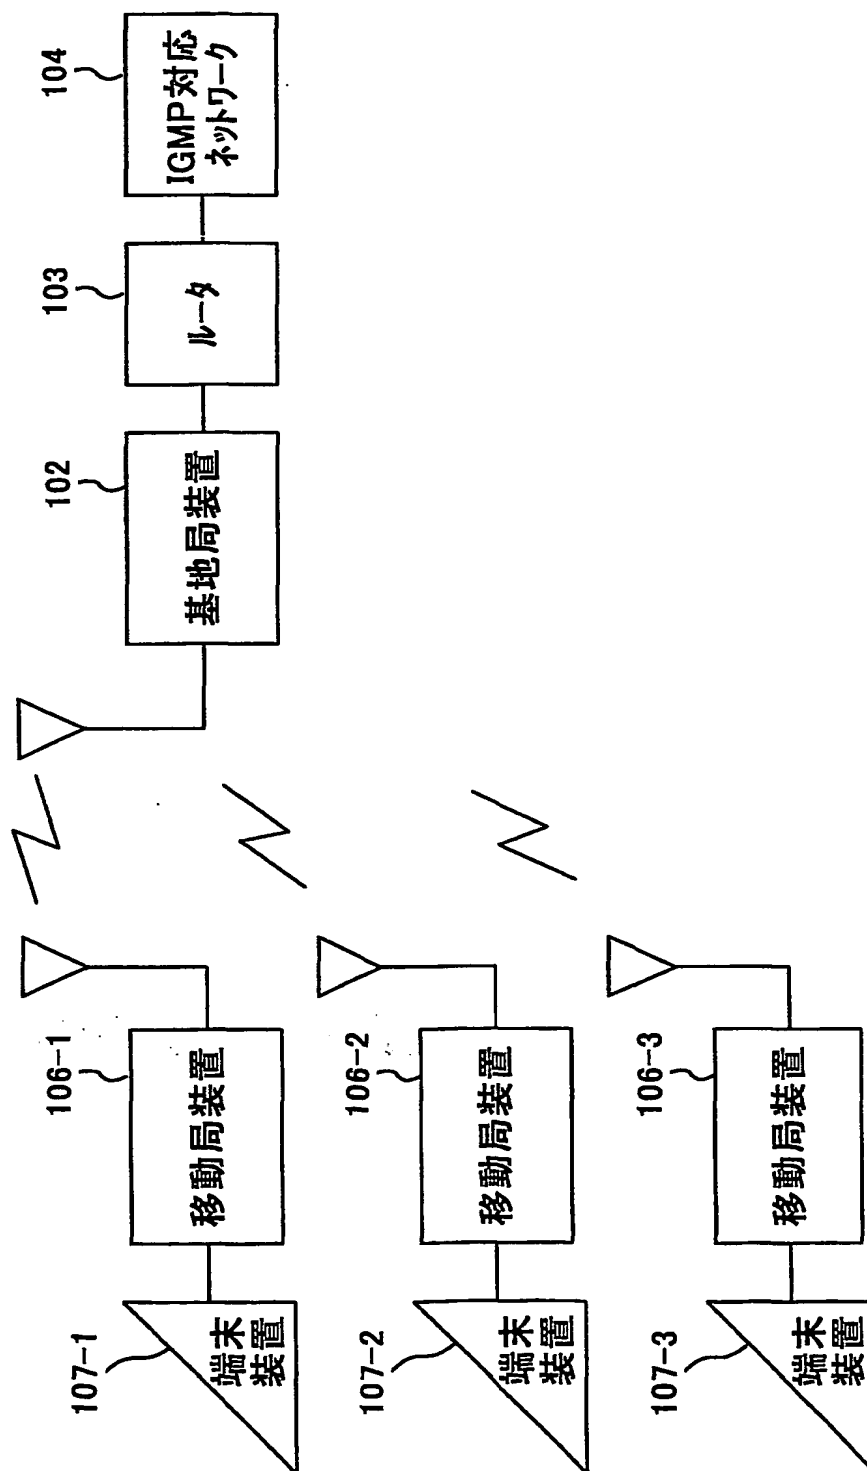 107-1
端末
装置
106-1
移動局装置
102
基地局装置
103
ルータ
104
IGMP対応
ネットワーク
107-2
端末
装置
106-2
移動局装置
107-3
端末
装置
106-3
移動局装置